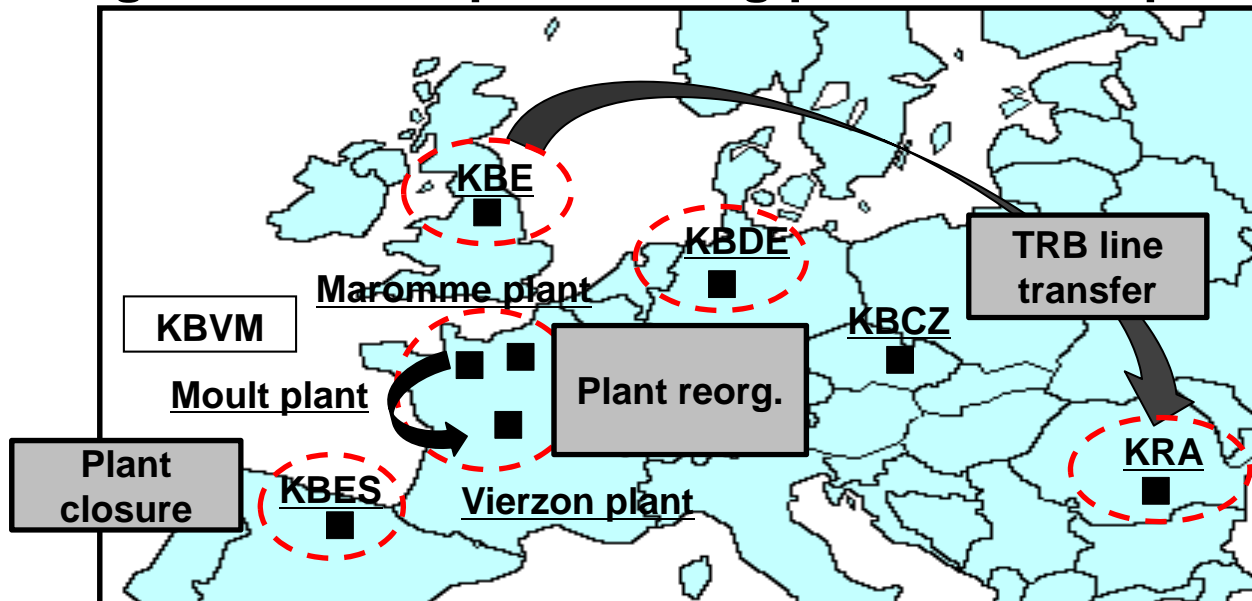 KBE
KBDE
TRB line
transfer
Maromme plant
KBVM
KBCZ
Plant reorg.
Moult plant
Plant
closure
KBES
Vierzon plant
KRA